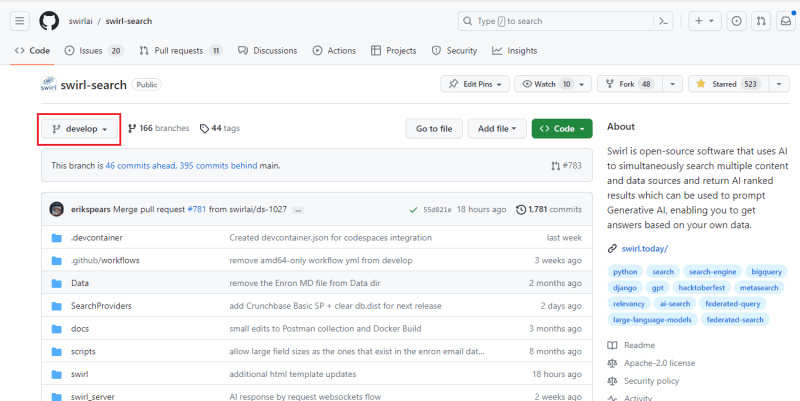 swirlai / swirl-search
Type / to search
Code
Issues 20
Pull requests 11
Discussions
Actions
Projects
Security
Insights
swirl
swirl-search
Public
Edit Pins
Watch 10
Fork 48
Starred 523
develop
166 branches
44 tags
Go to file
Add file
Code
This branch is 46 commits ahead, 395 commits behind main.
#783
erikspears Merge pull request #781 from swirlai/ds-1027 ...
55d821e 18 hours ago
1,781 commits
.devcontainer Created devcontainer.json for codespaces integration last week
.github/workflows remove amd64-only workflow yml from develop 3 weeks ago
Data remove the Enron MD file from Data dir 2 months ago
SearchProviders add Crunchbase Basic SP + clear db.dist for next release 2 days ago
docs small edits to Postman collection and Docker Build 3 months ago
scripts allow large field sizes as the ones that exist in the enron email dat... 8 months ago
swirl additional html template updates 18 hours ago
swirl_server AI response by request websockets flow 2 weeks ago
About
Swirl is open-source software that uses AI
to simultaneously search multiple content
and data sources and return AI ranked
results which can be used to prompt
Generative AI, enabling you to get
answers based on your own data.
swirl.today/
python search search-engine bigquery
django gpt hacktoberfest metasearch
relevancy ai-search federated-query
large-language-models federated-search
Readme
Apache-2.0 license
Security policy
Activity